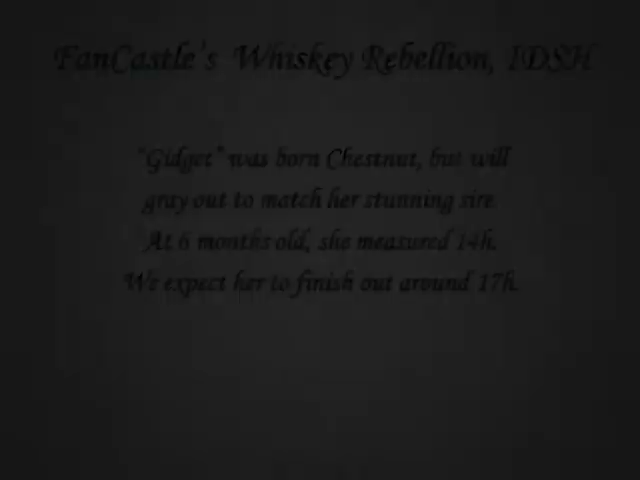 FanCastle's Whiskey Rebellion, IDSH
"Gidget" was born Chestnut, but will
gray out to match her stunning sire.
At 6 months old, she measured 14h.
We expect her to finish out around 17h.